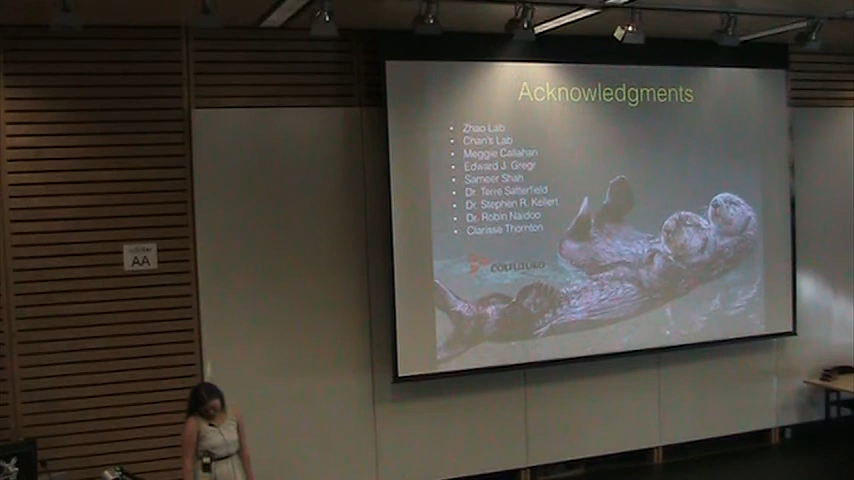 Acknowledgments
• Zhao Lab
• Chan's Lab
• Meggie Callahan
• Edward J. Gregr
• Sameer Shah
• Dr. Terre Satterfield
• Dr. Stephen R. Kellert
• Dr. Robin Naidoo
• Clarisse Thornton
AA